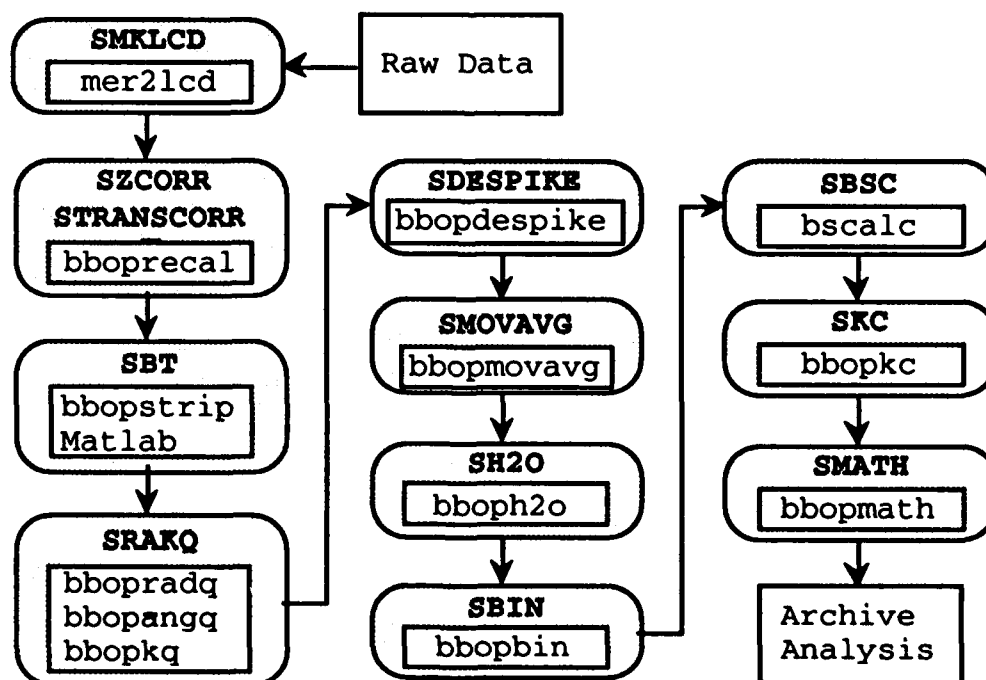 SMKLCD
mer2lcd
Raw Data
SZCORR
STRANSCORR
bboprecal
SBT
bbopstrip
Matlab
SRAKQ
bbopradq
bbopangq
bbopkq
SDESPIKE
bbopdespike
SMOVAVG
bbopmovavg
SH2O
bboph2o
SBIN
bbopbin
SBSC
bscalc
SKC
bbopkc
SMATH
bbopmath
Archive
Analysis